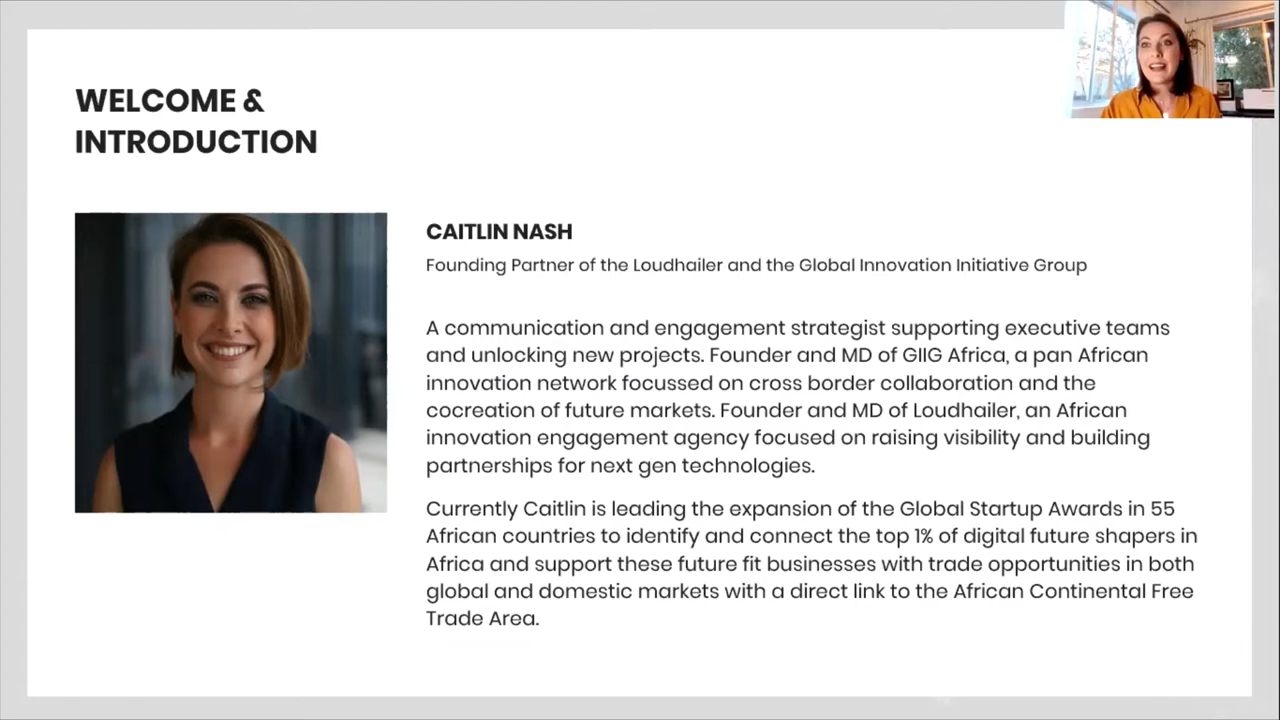 WELCOME &
INTRODUCTION
CAITLIN NASH
Founding Partner of the Loudhailer and the Global Innovation Initiative Group
A communication and engagement strategist supporting executive teams
and unlocking new projects. Founder and MD of GIIG Africa, a pan African
innovation network focussed on cross border collaboration and the
cocreation of future markets. Founder and MD of Loudhailer, an African
innovation engagement agency focused on raising visibility and building
partnerships for next gen technologies.
Currently Caitlin is leading the expansion of the Global Startup Awards in 55
African countries to identify and connect the top 1% of digital future shapers in
Africa and support these future fit businesses with trade opportunities in both
global and domestic markets with a direct link to the African Continental Free
Trade Area.